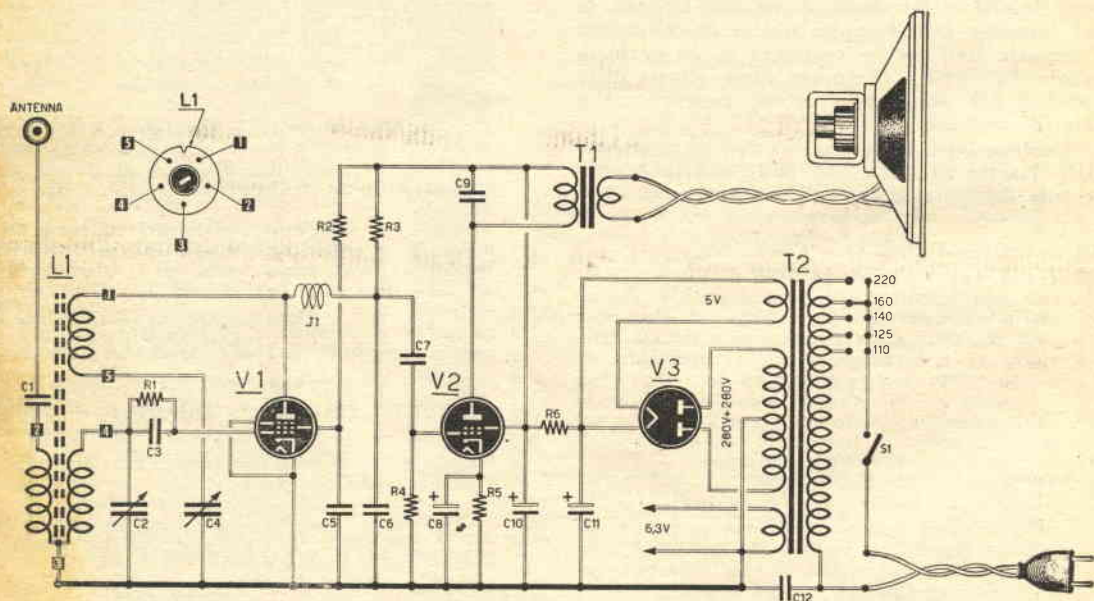 ANTENNA
L1
5
1
4
2
3
T1
C9
R2
R3
L1
1
J1
5V
T2
220
160
140
125
110
C7
5
C1
R1
V1
V2
V3
280V+280V
2
4
C3
R6
S1
C2
C4
C5
C6
R4
C8
R5
C10
C11
6,3V
3
C12
+
+
+